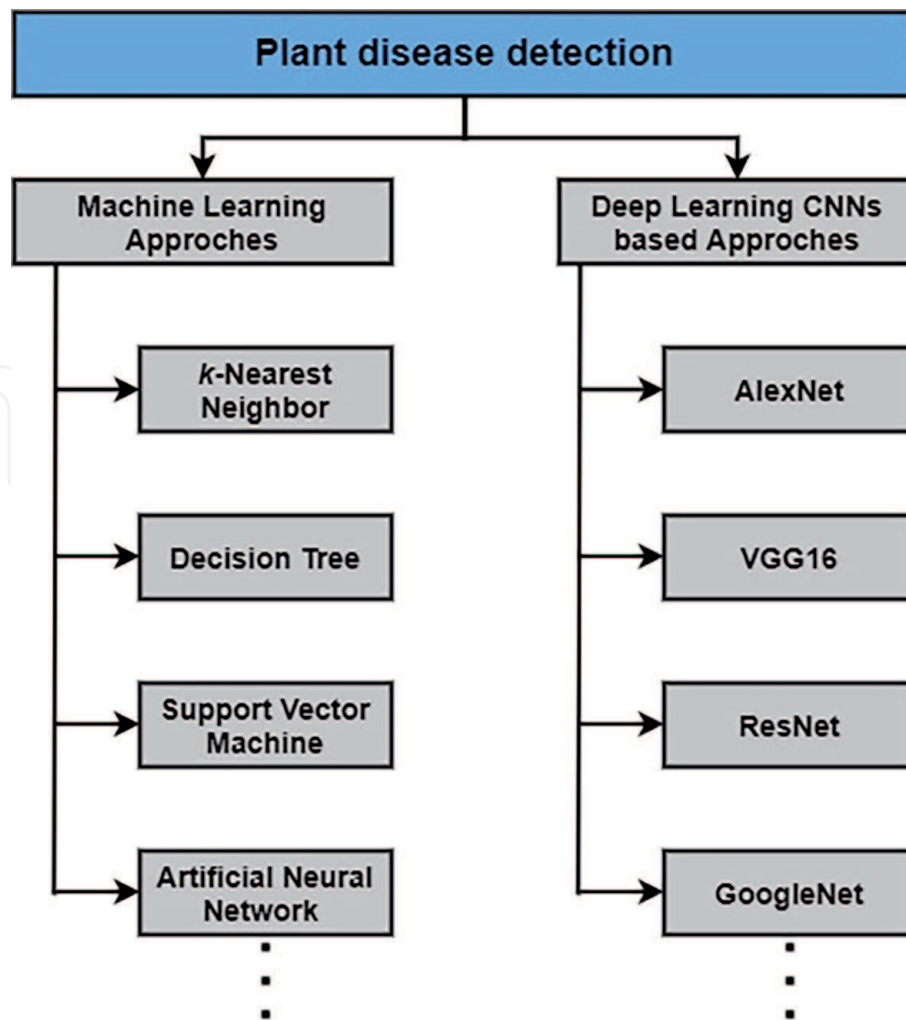 Plant disease detection
Machine Learning
Approches
Deep Learning CNNs
based Approches
k-Nearest
Neighbor
AlexNet
Decision Tree
VGG16
Support Vector
Machine
ResNet
Artificial Neural
Network
GoogleNet